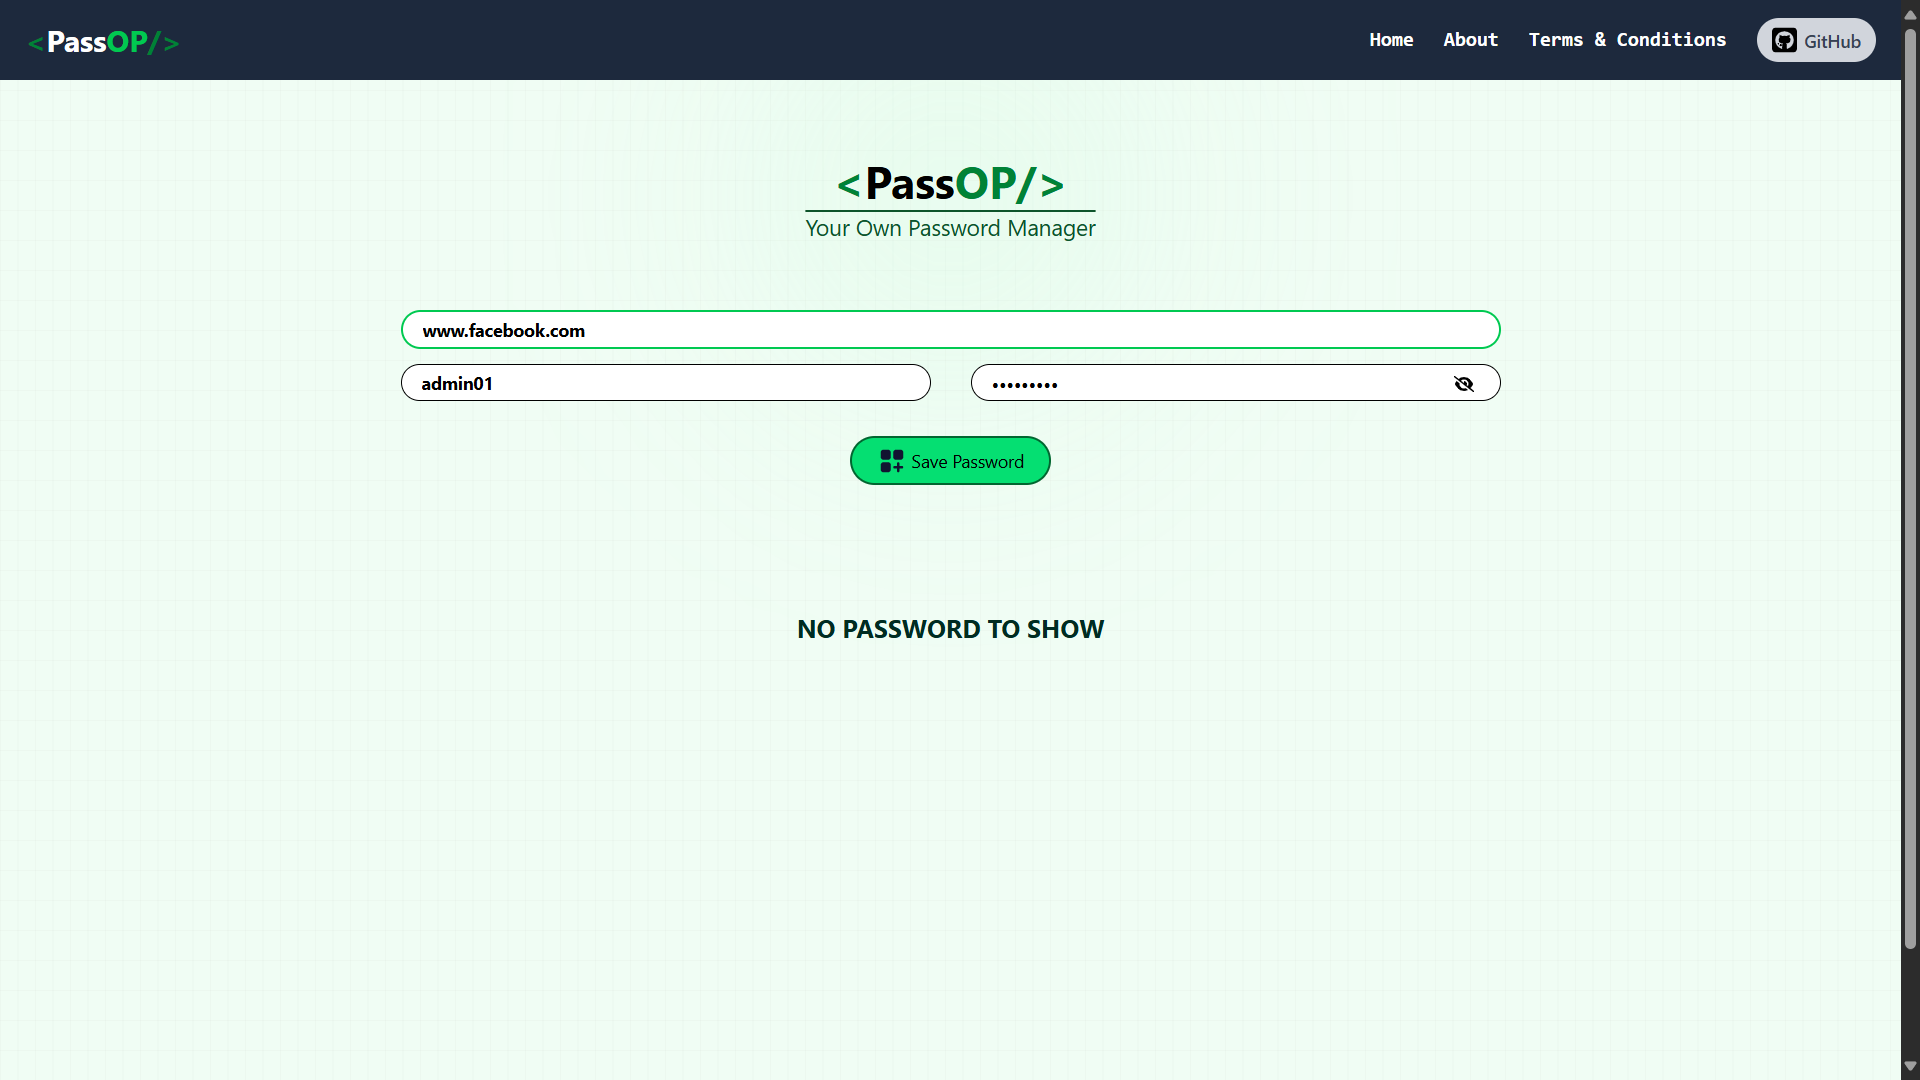 <PassOP/>
Home
About
Terms & Conditions
GitHub
<PassOP/>
Your Own Password Manager
www.facebook.com
admin01
•••••••••
Save Password
NO PASSWORD TO SHOW